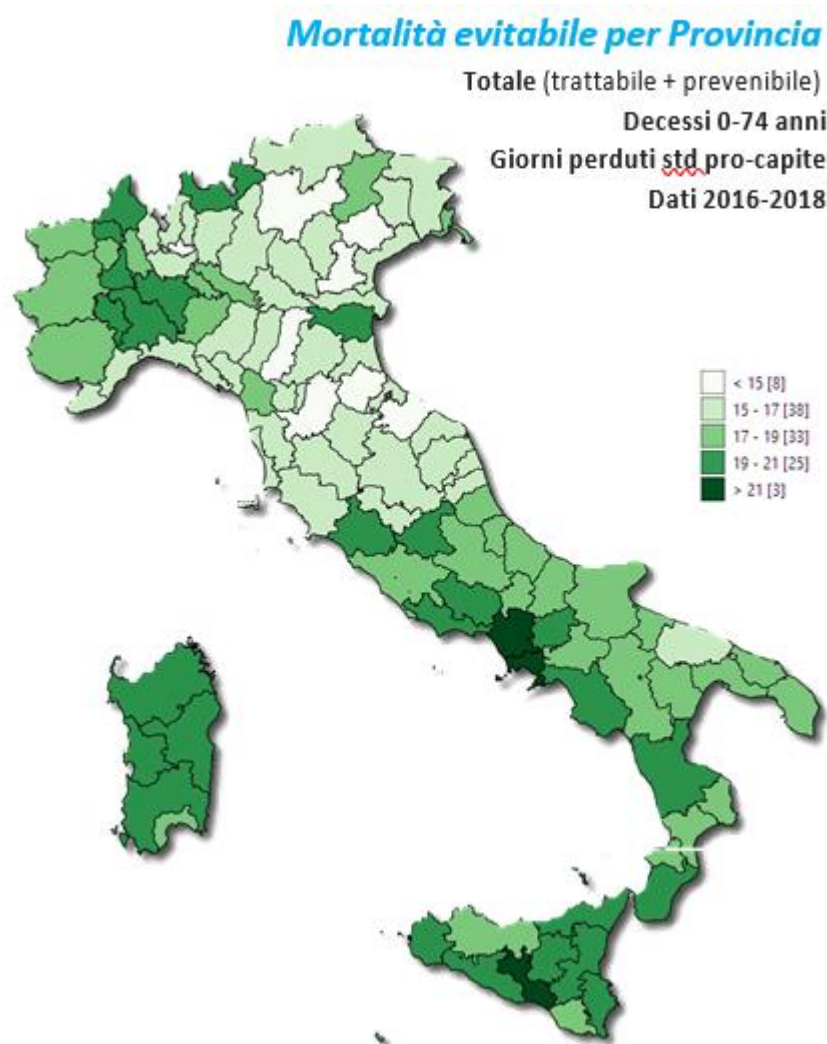 Mortalità evitabile per Provincia
Totale (trattabile + prevenibile)
Decessi 0-74 anni
Giorni perduti std pro-capite
Dati 2016-2018
< 15 [8]
15 - 17 [38]
17 - 19 [33]
19 - 21 [25]
> 21 [3]